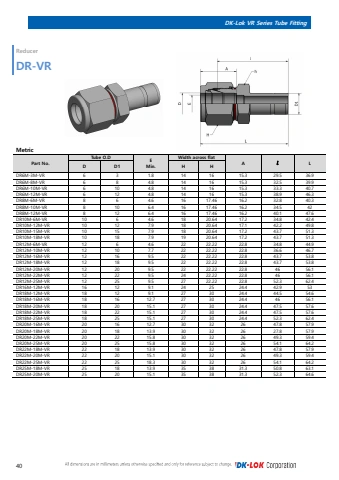 DK-Lok VR Series Tube Fitting
Reducer
DR-VR
Metric
Part No. Tube O.D E Min. Width across flat A ℓ L
D D1 H H
DR6M-3M-VR 6 3 1.8 14 16 15.3 29.5 36.9
DR6M-8M-VR 6 8 4.8 14 16 15.3 32.5 39.9
DR6M-10M-VR 6 10 4.8 14 16 15.3 33.3 40.7
DR6M-12M-VR 6 12 4.8 14 16 15.3 38.9 46.3
DR8M-6M-VR 8 6 4.6 16 17.46 16.2 32.8 40.3
DR8M-10M-VR 8 10 6.4 16 17.46 16.2 34.5 42
DR8M-12M-VR 8 12 6.4 16 17.46 16.2 40.1 47.6
DR10M-6M-VR 10 6 4.6 18 20.64 17.2 34.8 42.4
DR10M-12M-VR 10 12 7.9 18 20.64 17.1 42.2 49.8
DR10M-15M-VR 10 15 7.9 18 20.64 17.2 43.7 51.3
DR10M-18M-VR 10 18 7.9 19 20.64 17.2 43.7 51.3
DR12M-6M-VR 12 6 4.6 22 22.22 22.8 34.8 44.9
DR12M-10M-VR 12 10 7.7 22 22.22 22.8 36.6 46.7
DR12M-16M-VR 12 16 9.5 22 22.22 22.8 43.7 53.8
DR12M-18M-VR 12 18 9.5 22 22.22 22.8 43.7 53.8
DR12M-20M-VR 12 20 9.5 22 22.22 22.8 46 56.1
DR12M-22M-VR 12 22 9.5 24 22.22 22.8 46 56.1
DR12M-25M-VR 12 25 9.5 27 22.22 22.8 52.3 62.4
DR16M-12M-VR 16 12 9.1 24 25 24.4 42.9 53
DR18M-12M-VR 18 12 9.1 27 30 24.4 44.5 54.6
DR18M-16M-VR 18 16 12.7 27 30 24.4 46 56.1
DR18M-20M-VR 18 20 15.1 27 30 24.4 47.5 57.6
DR18M-22M-VR 18 22 15.1 27 30 24.4 47.5 57.6
DR18M-25M-VR 18 25 15.1 27 30 24.4 52.3 62.4
DR20M-16M-VR 20 16 12.7 30 32 26 47.8 57.9
DR20M-18M-VR 20 18 13.9 30 32 26 27.8 57.9
DR20M-22M-VR 20 22 15.8 30 32 26 49.3 59.4
DR20M-25M-VR 20 25 15.8 30 32 26 54.1 64.2
DR22M-18M-VR 22 18 13.9 30 32 26 47.8 57.9
DR22M-20M-VR 22 20 15.1 30 32 26 49.3 59.4
DR22M-25M-VR 22 25 18.3 30 32 26 54.1 64.2
DR25M-18M-VR 25 18 13.9 35 38 31.3 50.8 63.1
DR25M-20M-VR 25 20 15.1 35 38 31.3 52.3 64.6
40 All dimensions are in millimeters, unless otherwise specified and only for reference subject to change. DK-LOK Corporation